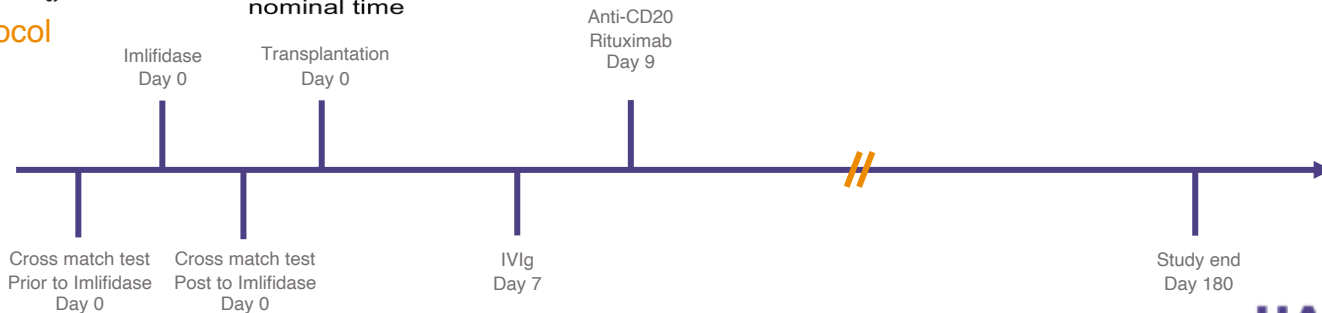 nominal time
ocol
Anti-CD20
Rituximab
Day 9
Imlifidase
Day 0
Transplantation
Day 0
Cross match test
Prior to Imlifidase
Day 0
Cross match test
Post to Imlifidase
Day 0
IVIg
Day 7
Study end
Day 180